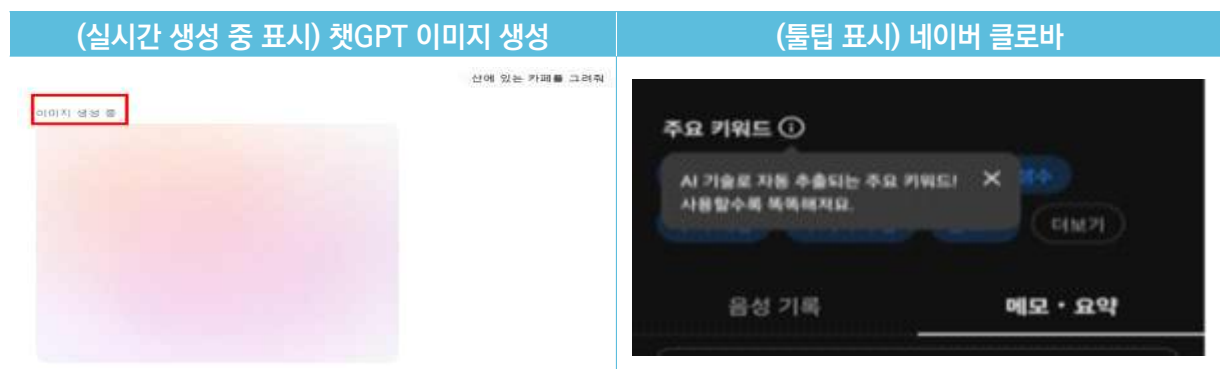 (실시간 생성 중 표시) 챗GPT 이미지 생성
(툴팁 표시) 네이버 클로바
산에 있는 카페를 그려줘
이미지 생성 중
주요 키워드
AI 기술로 자동 추출되는 주요 키워드!
사용할수록 똑똑해져요.
더보기
음성 기록
메모 · 요약